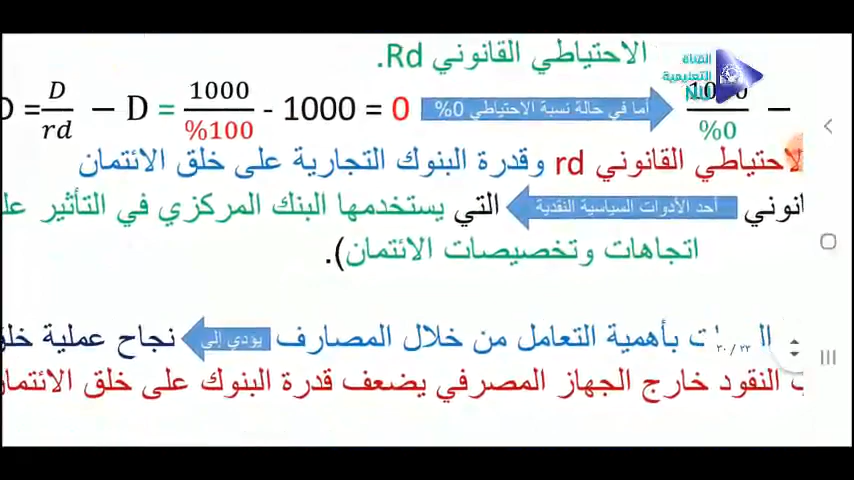 الاحتياطي القانوني Rd.
القناة
التعليمية
D = D/rd − D = 1000/%100 - 1000 = 0 أما في حالة نسبة الاحتياطي 0% 1000/%0 −
الاحتياطي القانوني rd وقدرة البنوك التجارية على خلق الائتمان
أحد الأدوات السياسية النقدية التي يستخدمها البنك المركزي في التأثير
اتجاهات وتخصيصات الائتمان).
بأهمية التعامل من خلال المصارف يؤدي إلى نجاح عملية
٢٣ / ٣٠
النقود خارج الجهاز المصرفي يضعف قدرة البنوك على خلق الائتمان